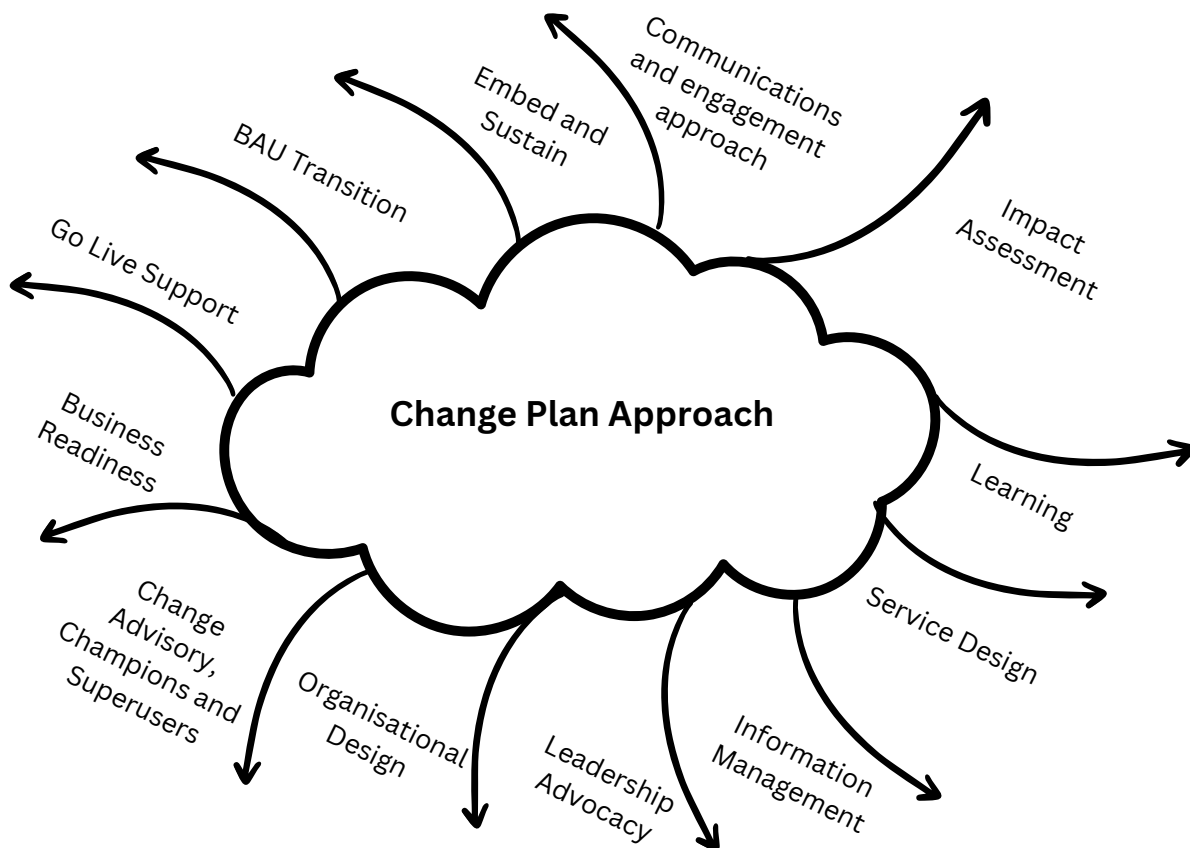 Communications
and engagement
approach
Embed and
Sustain
BAU Transition
Impact
Assessment
Go Live Support
Change Plan Approach
Business
Readiness
Learning
Service Design
Change
Advisory,
Champions and
Superusers
Organisational
Design
Leadership
Advocacy
Information
Management